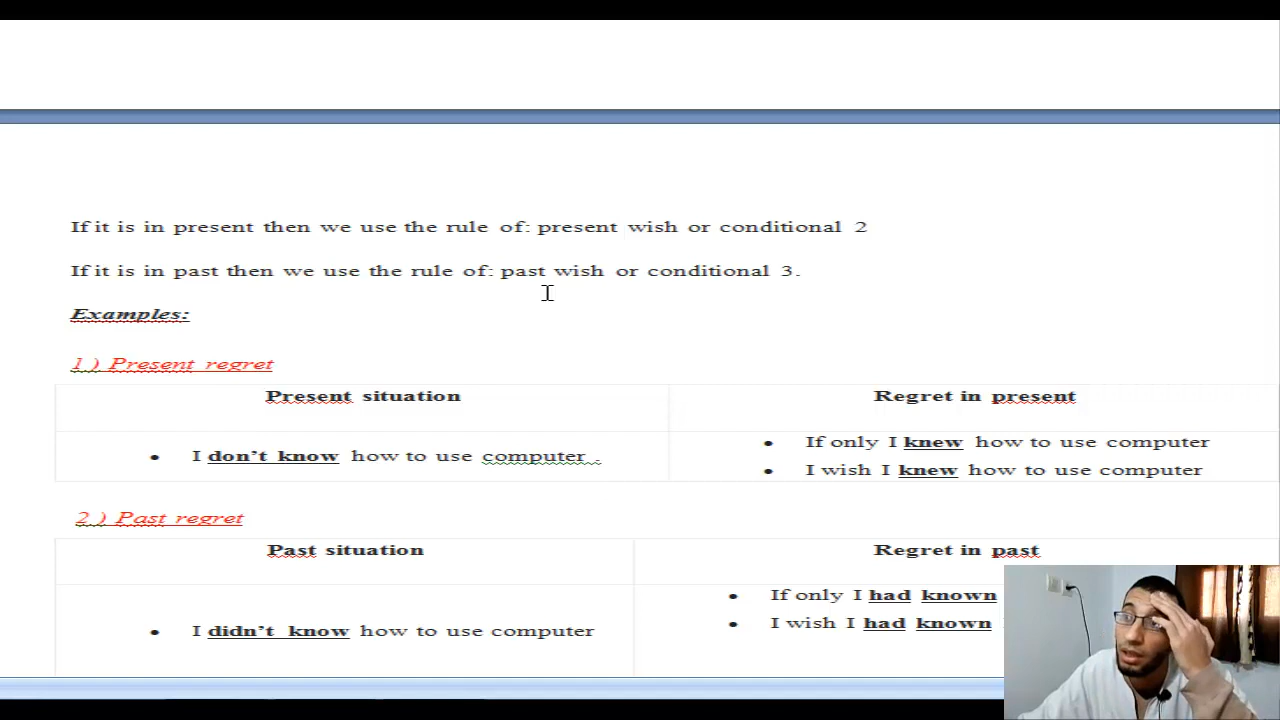 If it is in present then we use the rule of: present wish or conditional 2
If it is in past then we use the rule of: past wish or conditional 3.
Examples:
1 ) Present regret
Present situation
Regret in present
• I don't know how to use computer .
• If only I knew how to use computer
• I wish I knew how to use computer
2 ) Past regret
Past situation
Regret in past
• I didn't know how to use computer
• If only I had known
• I wish I had known